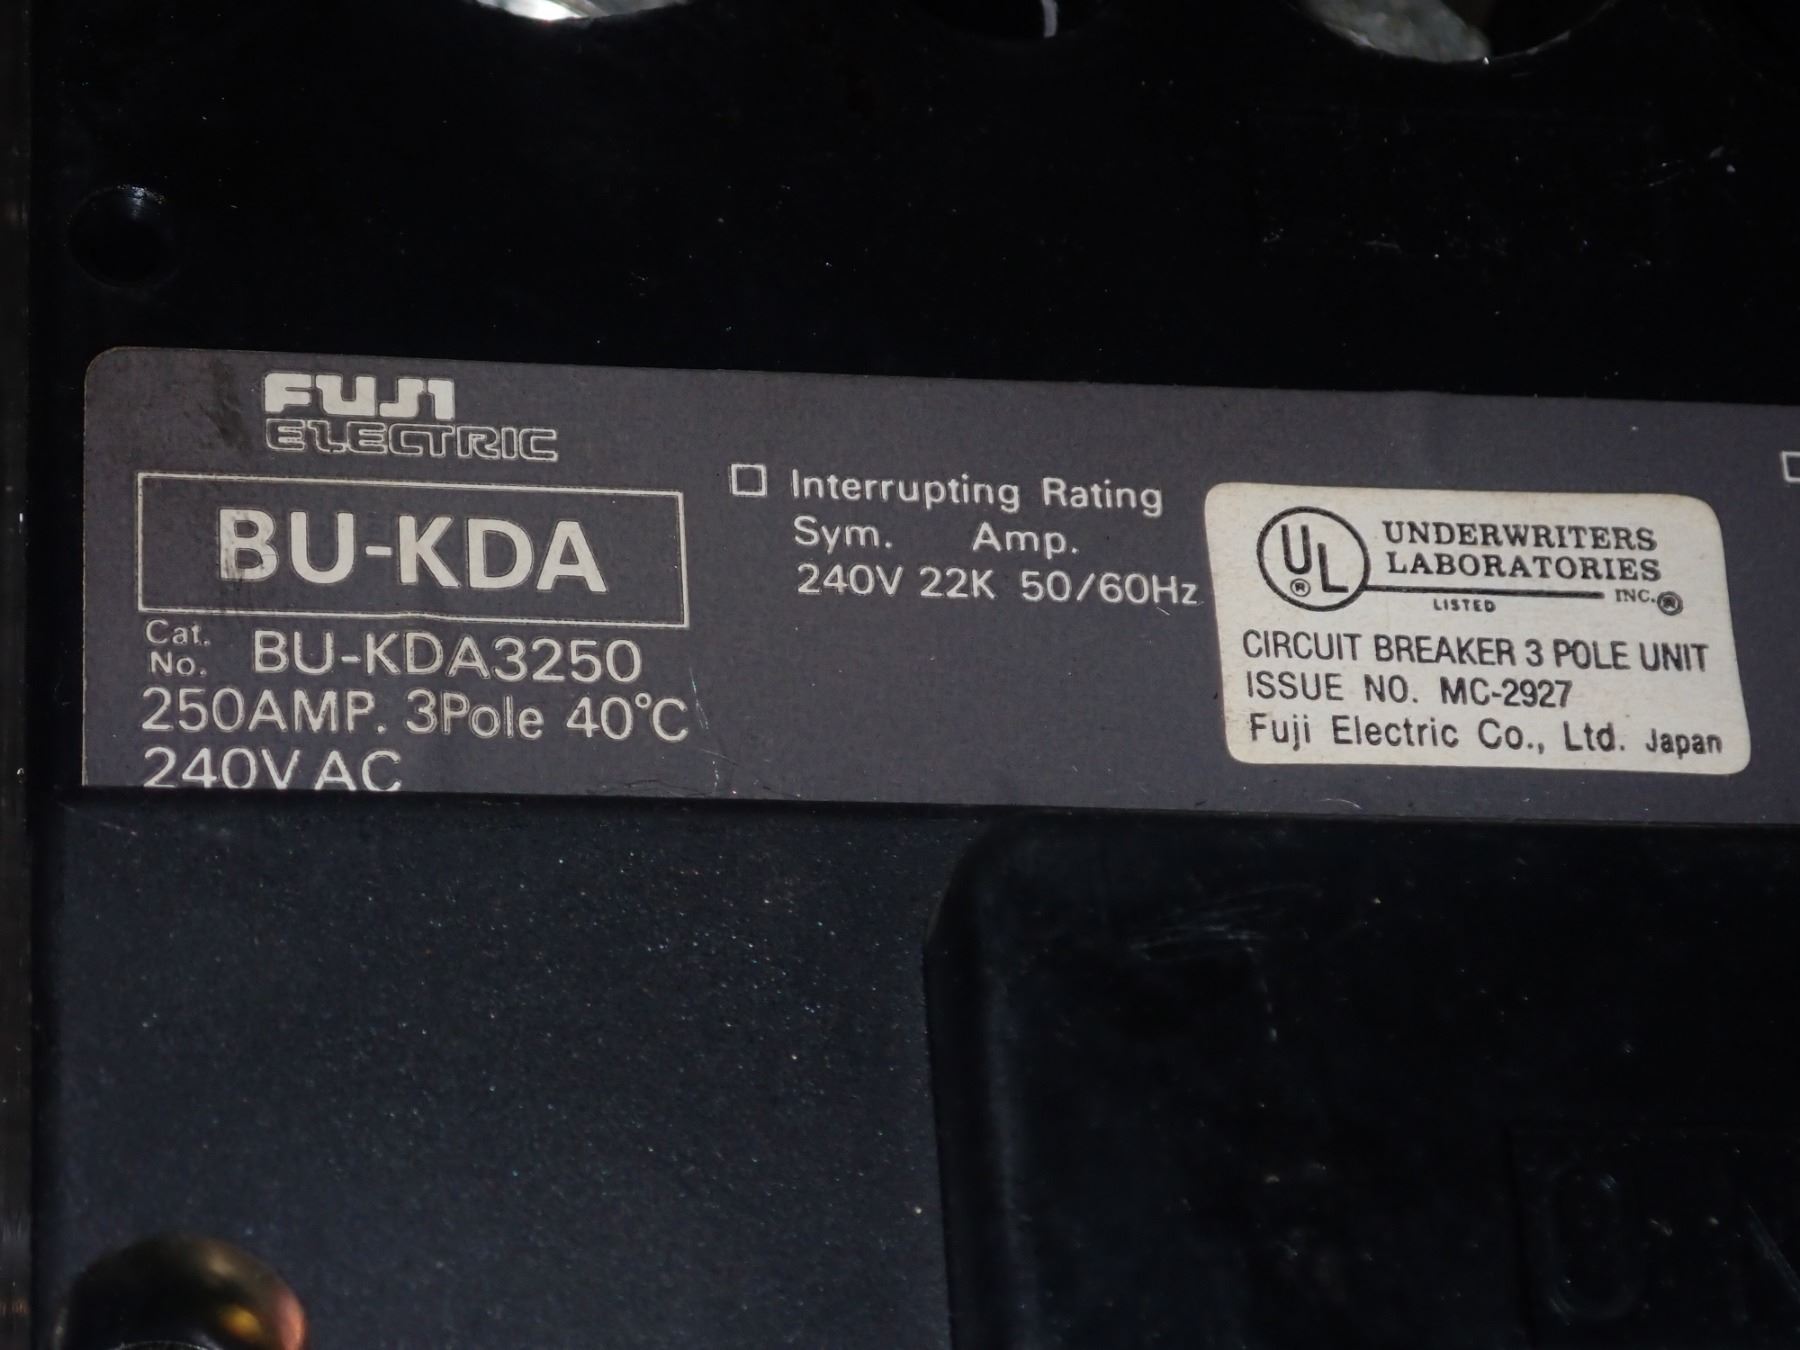 FUJI
ELECTRIC
BU-KDA
Cat. No. BU-KDA3250
250AMP. 3Pole 40°C
240V AC
Interrupting Rating
Sym. Amp.
240V 22K 50/60Hz
UL®
UNDERWRITERS
LABORATORIES
INC.®
LISTED
CIRCUIT BREAKER 3 POLE UNIT
ISSUE NO. MC-2927
Fuji Electric Co., Ltd. Japan